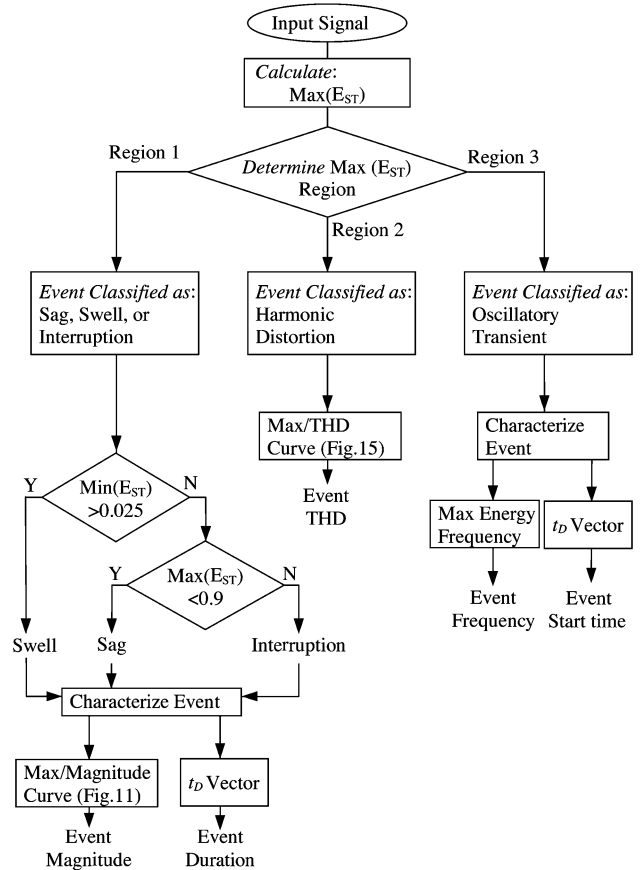 Input Signal
Calculate:
Max(EST)
Region 1
Determine Max (EST)
Region
Region 3
Region 2
Event Classified as:
Sag, Swell, or
Interruption
Event Classified as:
Harmonic
Distortion
Event Classified as:
Oscillatory
Transient
Max/THD
Curve (Fig.15)
Event
THD
Characterize
Event
Max Energy
Frequency
tD Vector
Event
Frequency
Event
Start time
Y
Min(EST)
>0.025
N
Y
Max(EST)
<0.9
N
Swell
Sag
Interruption
Characterize Event
Max/Magnitude
Curve (Fig.11)
tD Vector
Event
Magnitude
Event
Duration